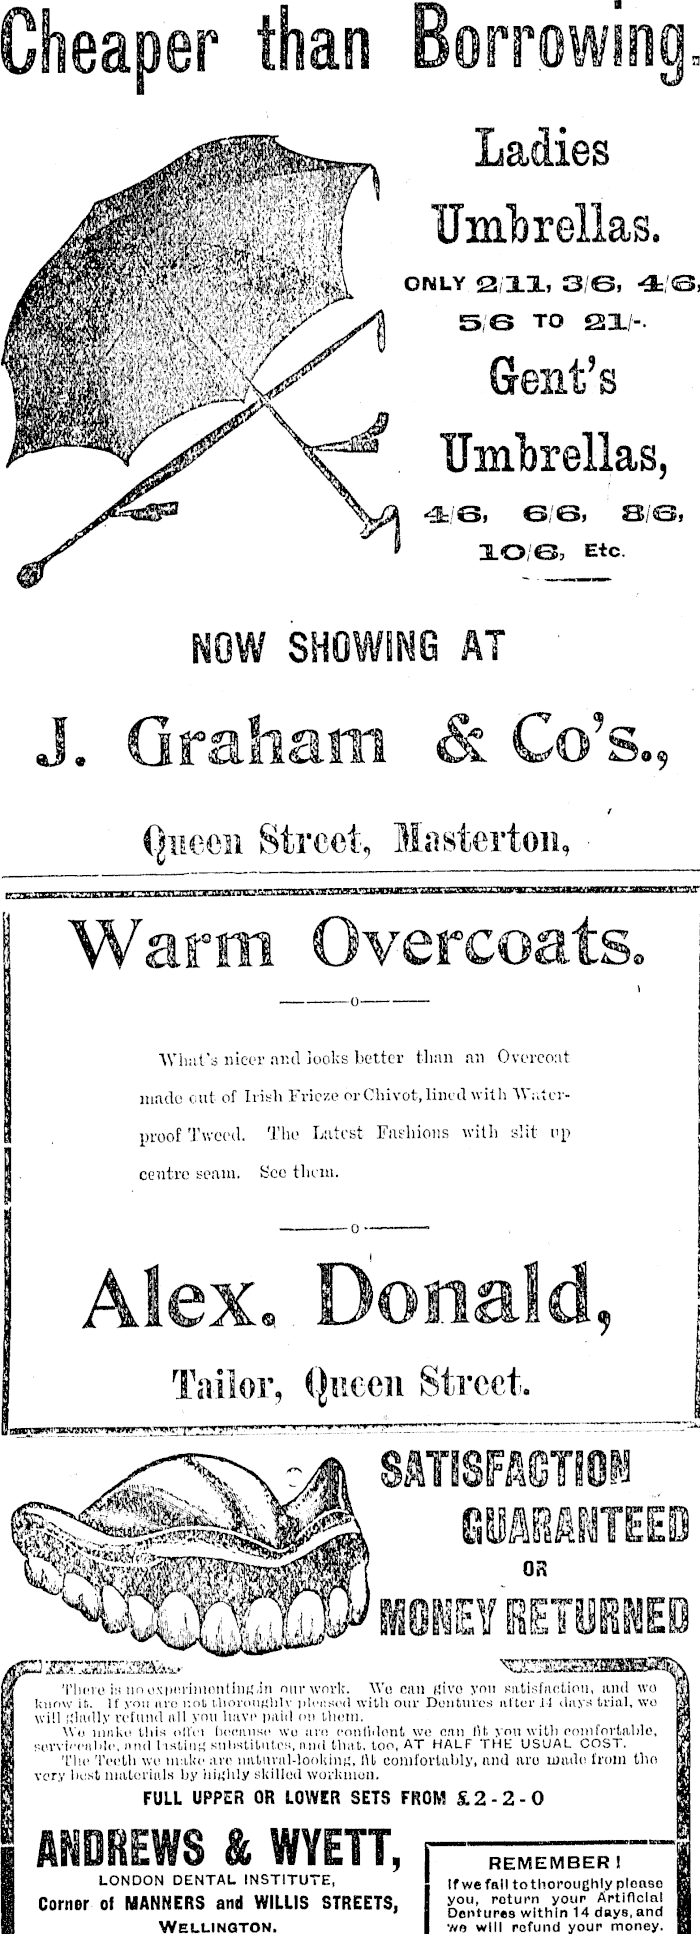 Cheaper than Borrowing.
Ladies
Umbrellas.
ONLY 2/11, 3/6, 4/6,
5/6 TO 21/-.
Gent's
Umbrellas,
4/6, 6/6, 8/6,
10/6, Etc.
NOW SHOWING AT
J. Graham & Co's.,
Queen Street, Masterton,
Warm Overcoats.
What's nicer and looks better than an Overcoat
made out of Irish Frieze or Chivot, lined with Water-
proof Tweed. The Latest Fashions with slit up
centre seam. See them.
Alex. Donald,
Tailor, Queen Street.
SATISFACTION
GUARANTEED
OR
MONEY RETURNED
There is no experimenting in our work. We can give you satisfaction, and we
know it. If you are not thoroughly pleased with our Dentures after 14 days trial, we
will gladly refund all you have paid on them.
We make this offer because we are confident we can fit you with comfortable,
serviceable, and lasting substitutes, and that, too, AT HALF THE USUAL COST.
The Teeth we make are natural-looking, fit comfortably, and are made from the
very best materials by highly skilled workmen.
FULL UPPER OR LOWER SETS FROM £2-2-0
ANDREWS & WYETT,
LONDON DENTAL INSTITUTE,
Corner of MANNERS and WILLIS STREETS,
WELLINGTON.
REMEMBER!
If we fail to thoroughly please
you, return your Artificial
Dentures within 14 days, and
we will refund your money.